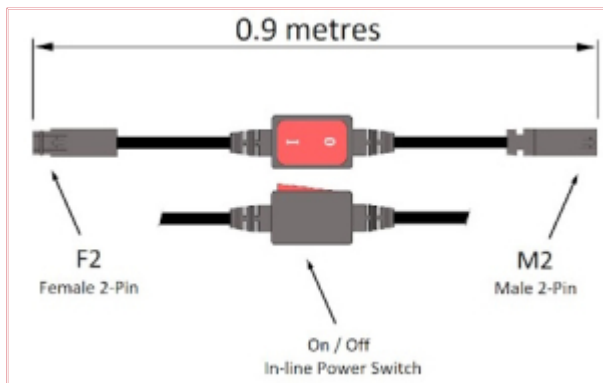 0.9 metres
I O
F2
Female 2-Pin
M2
Male 2-Pin
On / Off
In-line Power Switch